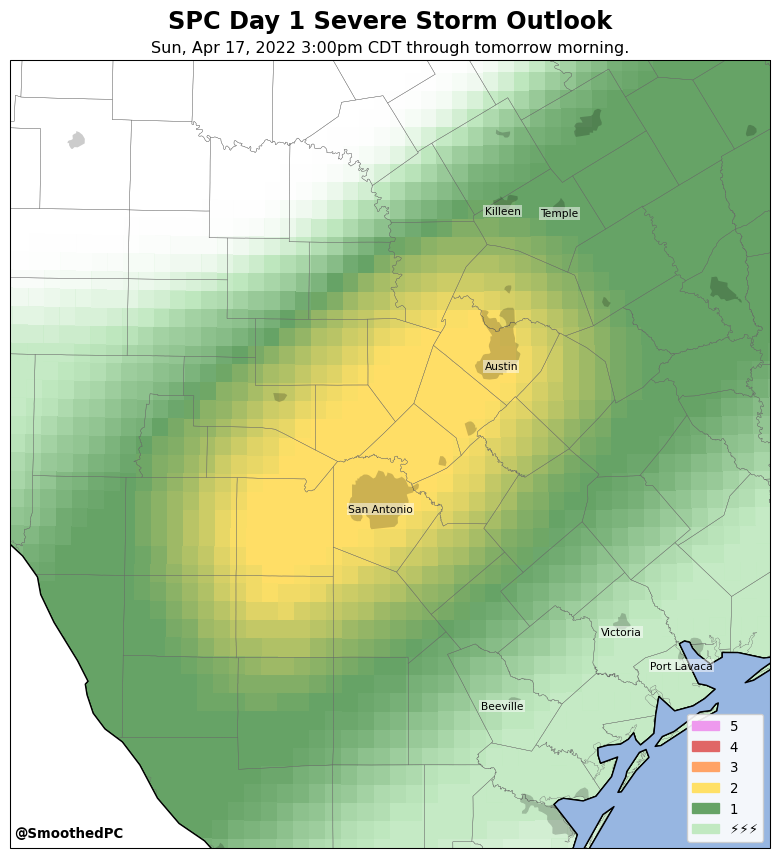 SPC Day 1 Severe Storm Outlook
Sun, Apr 17, 2022 3:00pm CDT through tomorrow morning.
Killeen
Temple
Austin
San Antonio
Victoria
Port Lavaca
Beeville
5
4
3
2
1
⚡⚡⚡
@SmoothedPC